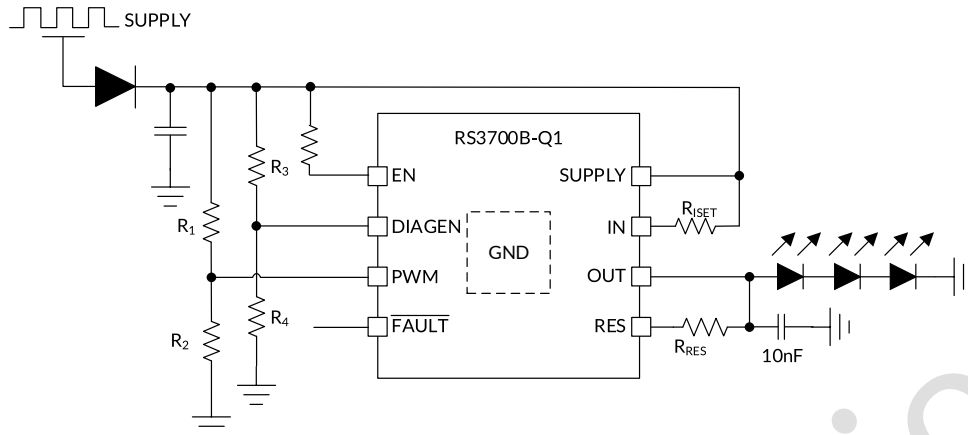 SUPPLY
RS3700B-Q1
R3
EN
SUPPLY
R1
DIAGEN
GND
IN
RISET
PWM
OUT
R2
R4
FAULT
RES
RRES
10nF